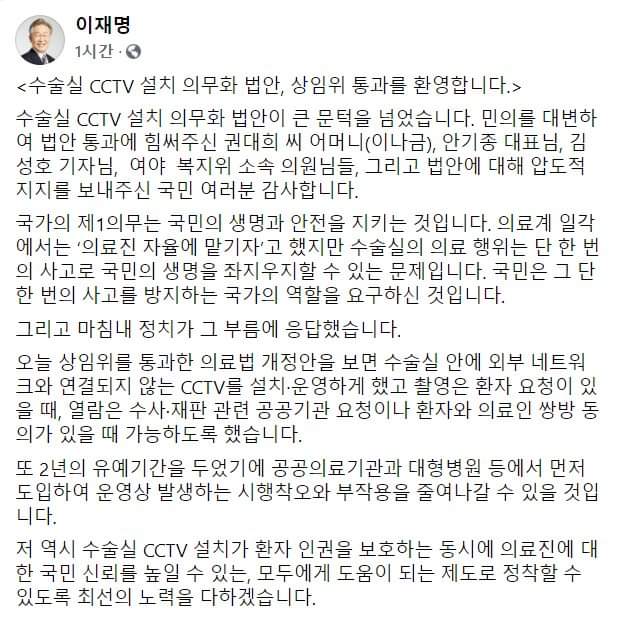 이재명
1시간 ·
<수술실 CCTV 설치 의무화 법안, 상임위 통과를 환영합니다.>
수술실 CCTV 설치 의무화 법안이 큰 문턱을 넘었습니다. 민의를 대변하
여 법안 통과에 힘써주신 권대희 씨 어머니(이나금), 안기종 대표님, 김
성호 기자님, 여야 복지위 소속 의원님들, 그리고 법안에 대해 압도적
지지를 보내주신 국민 여러분 감사합니다.
국가의 제1의무는 국민의 생명과 안전을 지키는 것입니다. 의료계 일각
에서는 ‘의료진 자율에 맡기자’고 했지만 수술실의 의료 행위는 단 한 번
의 사고로 국민의 생명을 좌지우지할 수 있는 문제입니다. 국민은 그 단
한 번의 사고를 방지하는 국가의 역할을 요구하신 것입니다.
그리고 마침내 정치가 그 부름에 응답했습니다.
오늘 상임위를 통과한 의료법 개정안을 보면 수술실 안에 외부 네트워
크와 연결되지 않는 CCTV를 설치·운영하게 했고 촬영은 환자 요청이 있
을 때, 열람은 수사·재판 관련 공공기관 요청이나 환자와 의료인 쌍방 동
의가 있을 때 가능하도록 했습니다.
또 2년의 유예기간을 두었기에 공공의료기관과 대형병원 등에서 먼저
도입하여 운영상 발생하는 시행착오와 부작용을 줄여나갈 수 있을 것입
니다.
저 역시 수술실 CCTV 설치가 환자 인권을 보호하는 동시에 의료진에 대
한 국민 신뢰를 높일 수 있는, 모두에게 도움이 되는 제도로 정착할 수
있도록 최선의 노력을 다하겠습니다.